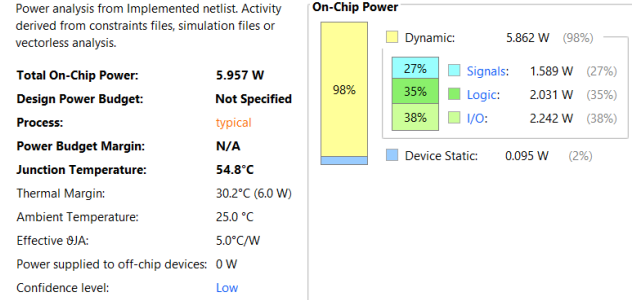 Power analysis from Implemented netlist. Activity
derived from constraints files, simulation files or
vectorless analysis.
Total On-Chip Power: 5.957 W
Design Power Budget: Not Specified
Process: typical
Power Budget Margin: N/A
Junction Temperature: 54.8°C
Thermal Margin: 30.2°C (6.0 W)
Ambient Temperature: 25.0 °C
Effective ϑJA: 5.0°C/W
Power supplied to off-chip devices: 0 W
Confidence level: Low
On-Chip Power
98%
Dynamic: 5.862 W (98%)
27% Signals: 1.589 W (27%)
35% Logic: 2.031 W (35%)
38% I/O: 2.242 W (38%)
Device Static: 0.095 W (2%)